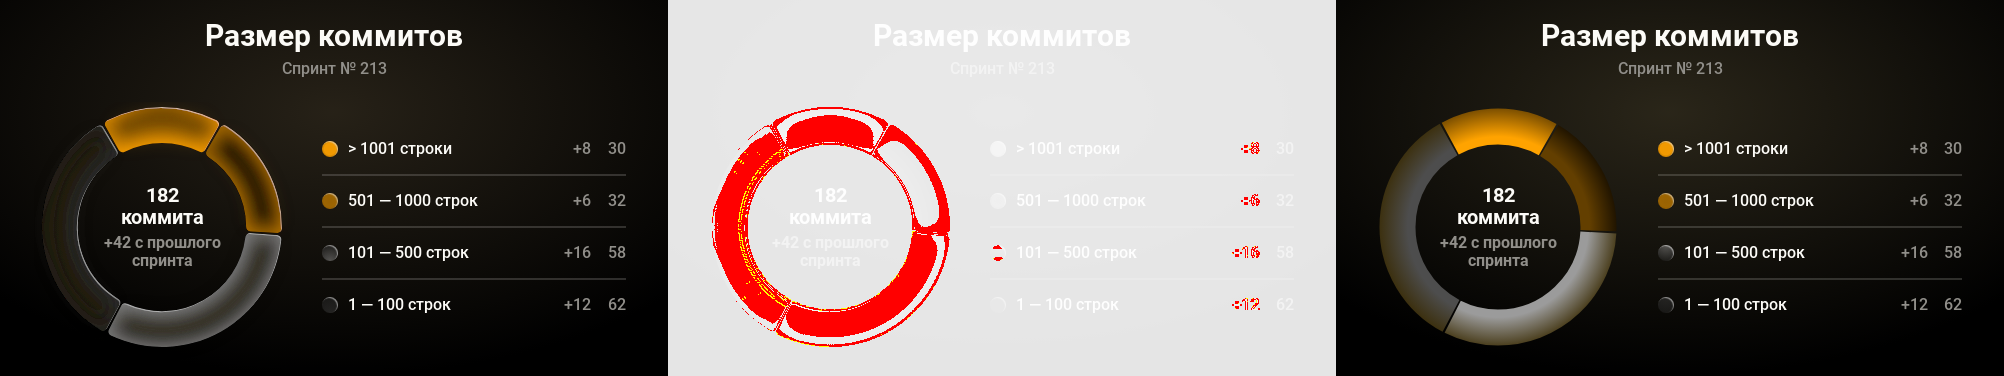 Размер коммитов
Спринт № 213
182
коммита
+42 с прошлого
спринта
> 1001 строки +8 30
501 — 1000 строк +6 32
101 — 500 строк +16 58
1 — 100 строк +12 62
Размер коммитов
Спринт № 213
182
коммита
+42 с прошлого
спринта
> 1001 строки +8 30
501 — 1000 строк +6 32
101 — 500 строк +16 58
1 — 100 строк +12 62
Размер коммитов
Спринт № 213
182
коммита
+42 с прошлого
спринта
> 1001 строки +8 30
501 — 1000 строк +6 32
101 — 500 строк +16 58
1 — 100 строк +12 62